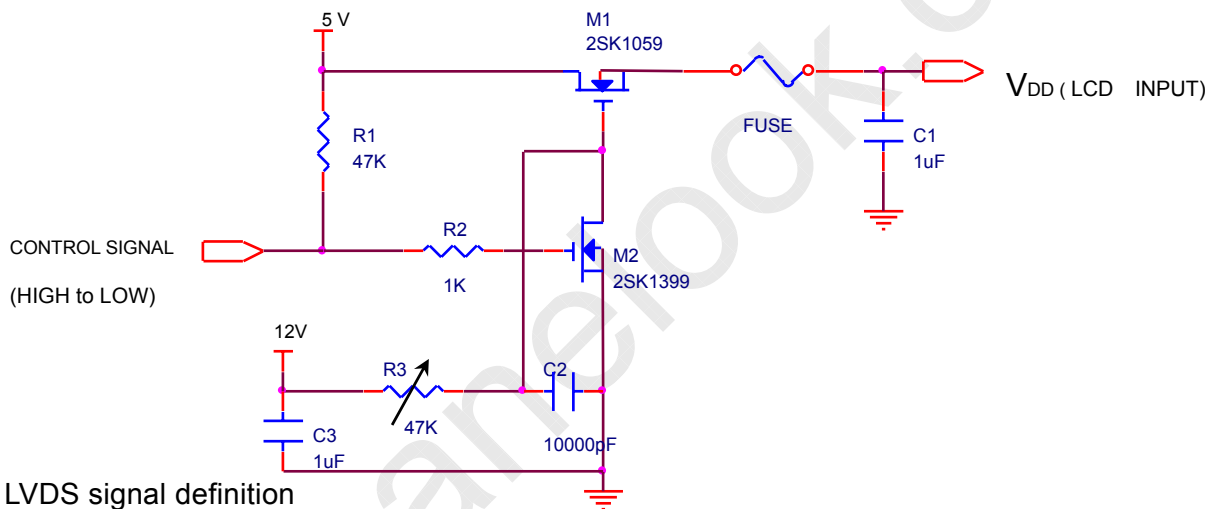 5 V
M1
2SK1059
R1
47K
FUSE
C1
1uF
VDD ( LCD INPUT)
CONTROL SIGNAL
(HIGH to LOW)
R2
1K
M2
2SK1399
12V
R3
47K
C2
10000pF
C3
1uF
LVDS signal definition